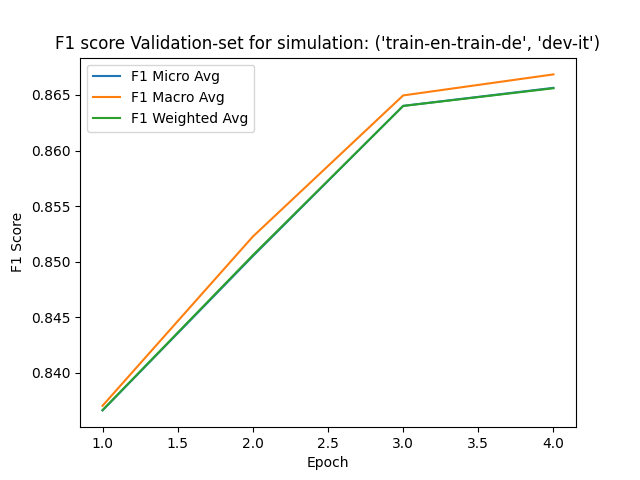 F1 score Validation-set for simulation: ('train-en-train-de', 'dev-it')
F1 Micro Avg
F1 Macro Avg
F1 Weighted Avg
0.865
0.860
0.855
0.850
0.845
0.840
F1 Score
1.0 1.5 2.0 2.5 3.0 3.5 4.0
Epoch